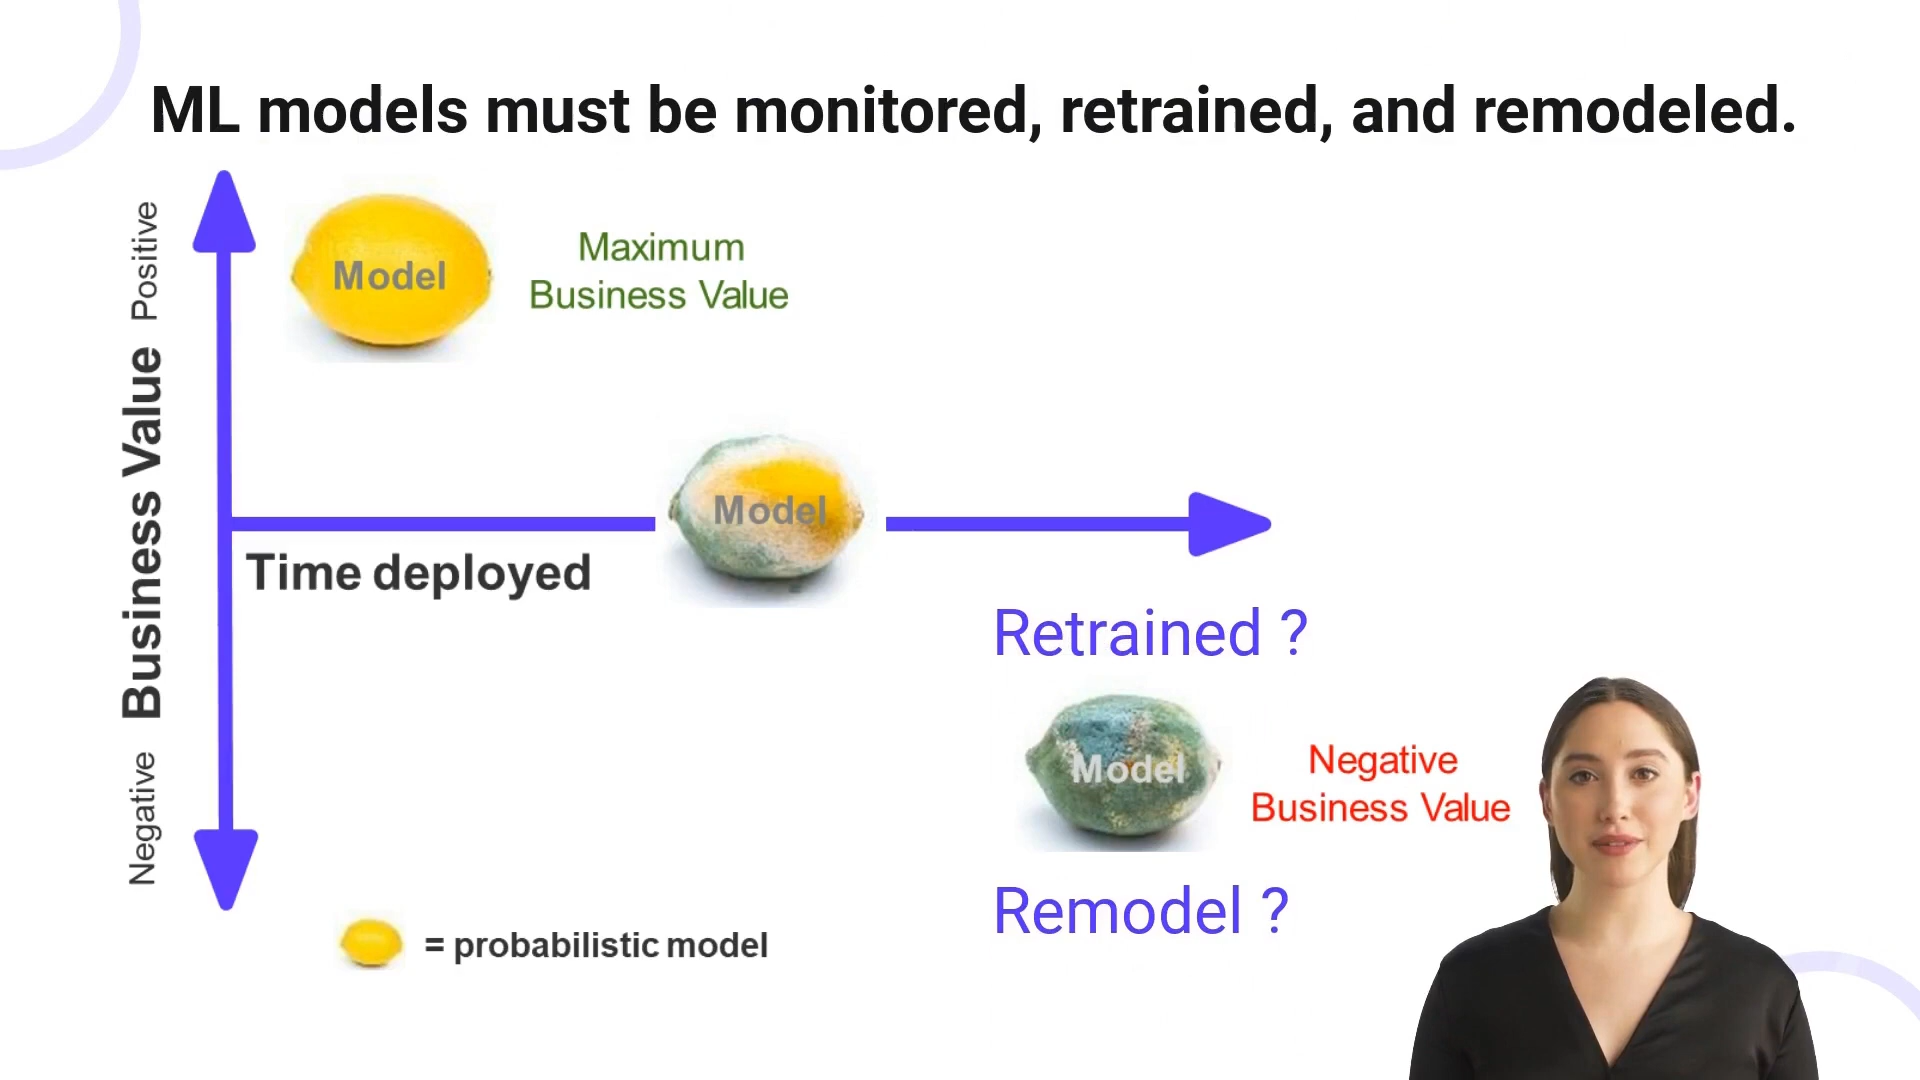 ML models must be monitored, retrained, and remodeled.
Positive
Business Value
Negative
Model
Maximum
Business Value
Model
Time deployed
Retrained ?
Model
Negative
Business Value
Remodel ?
= probabilistic model